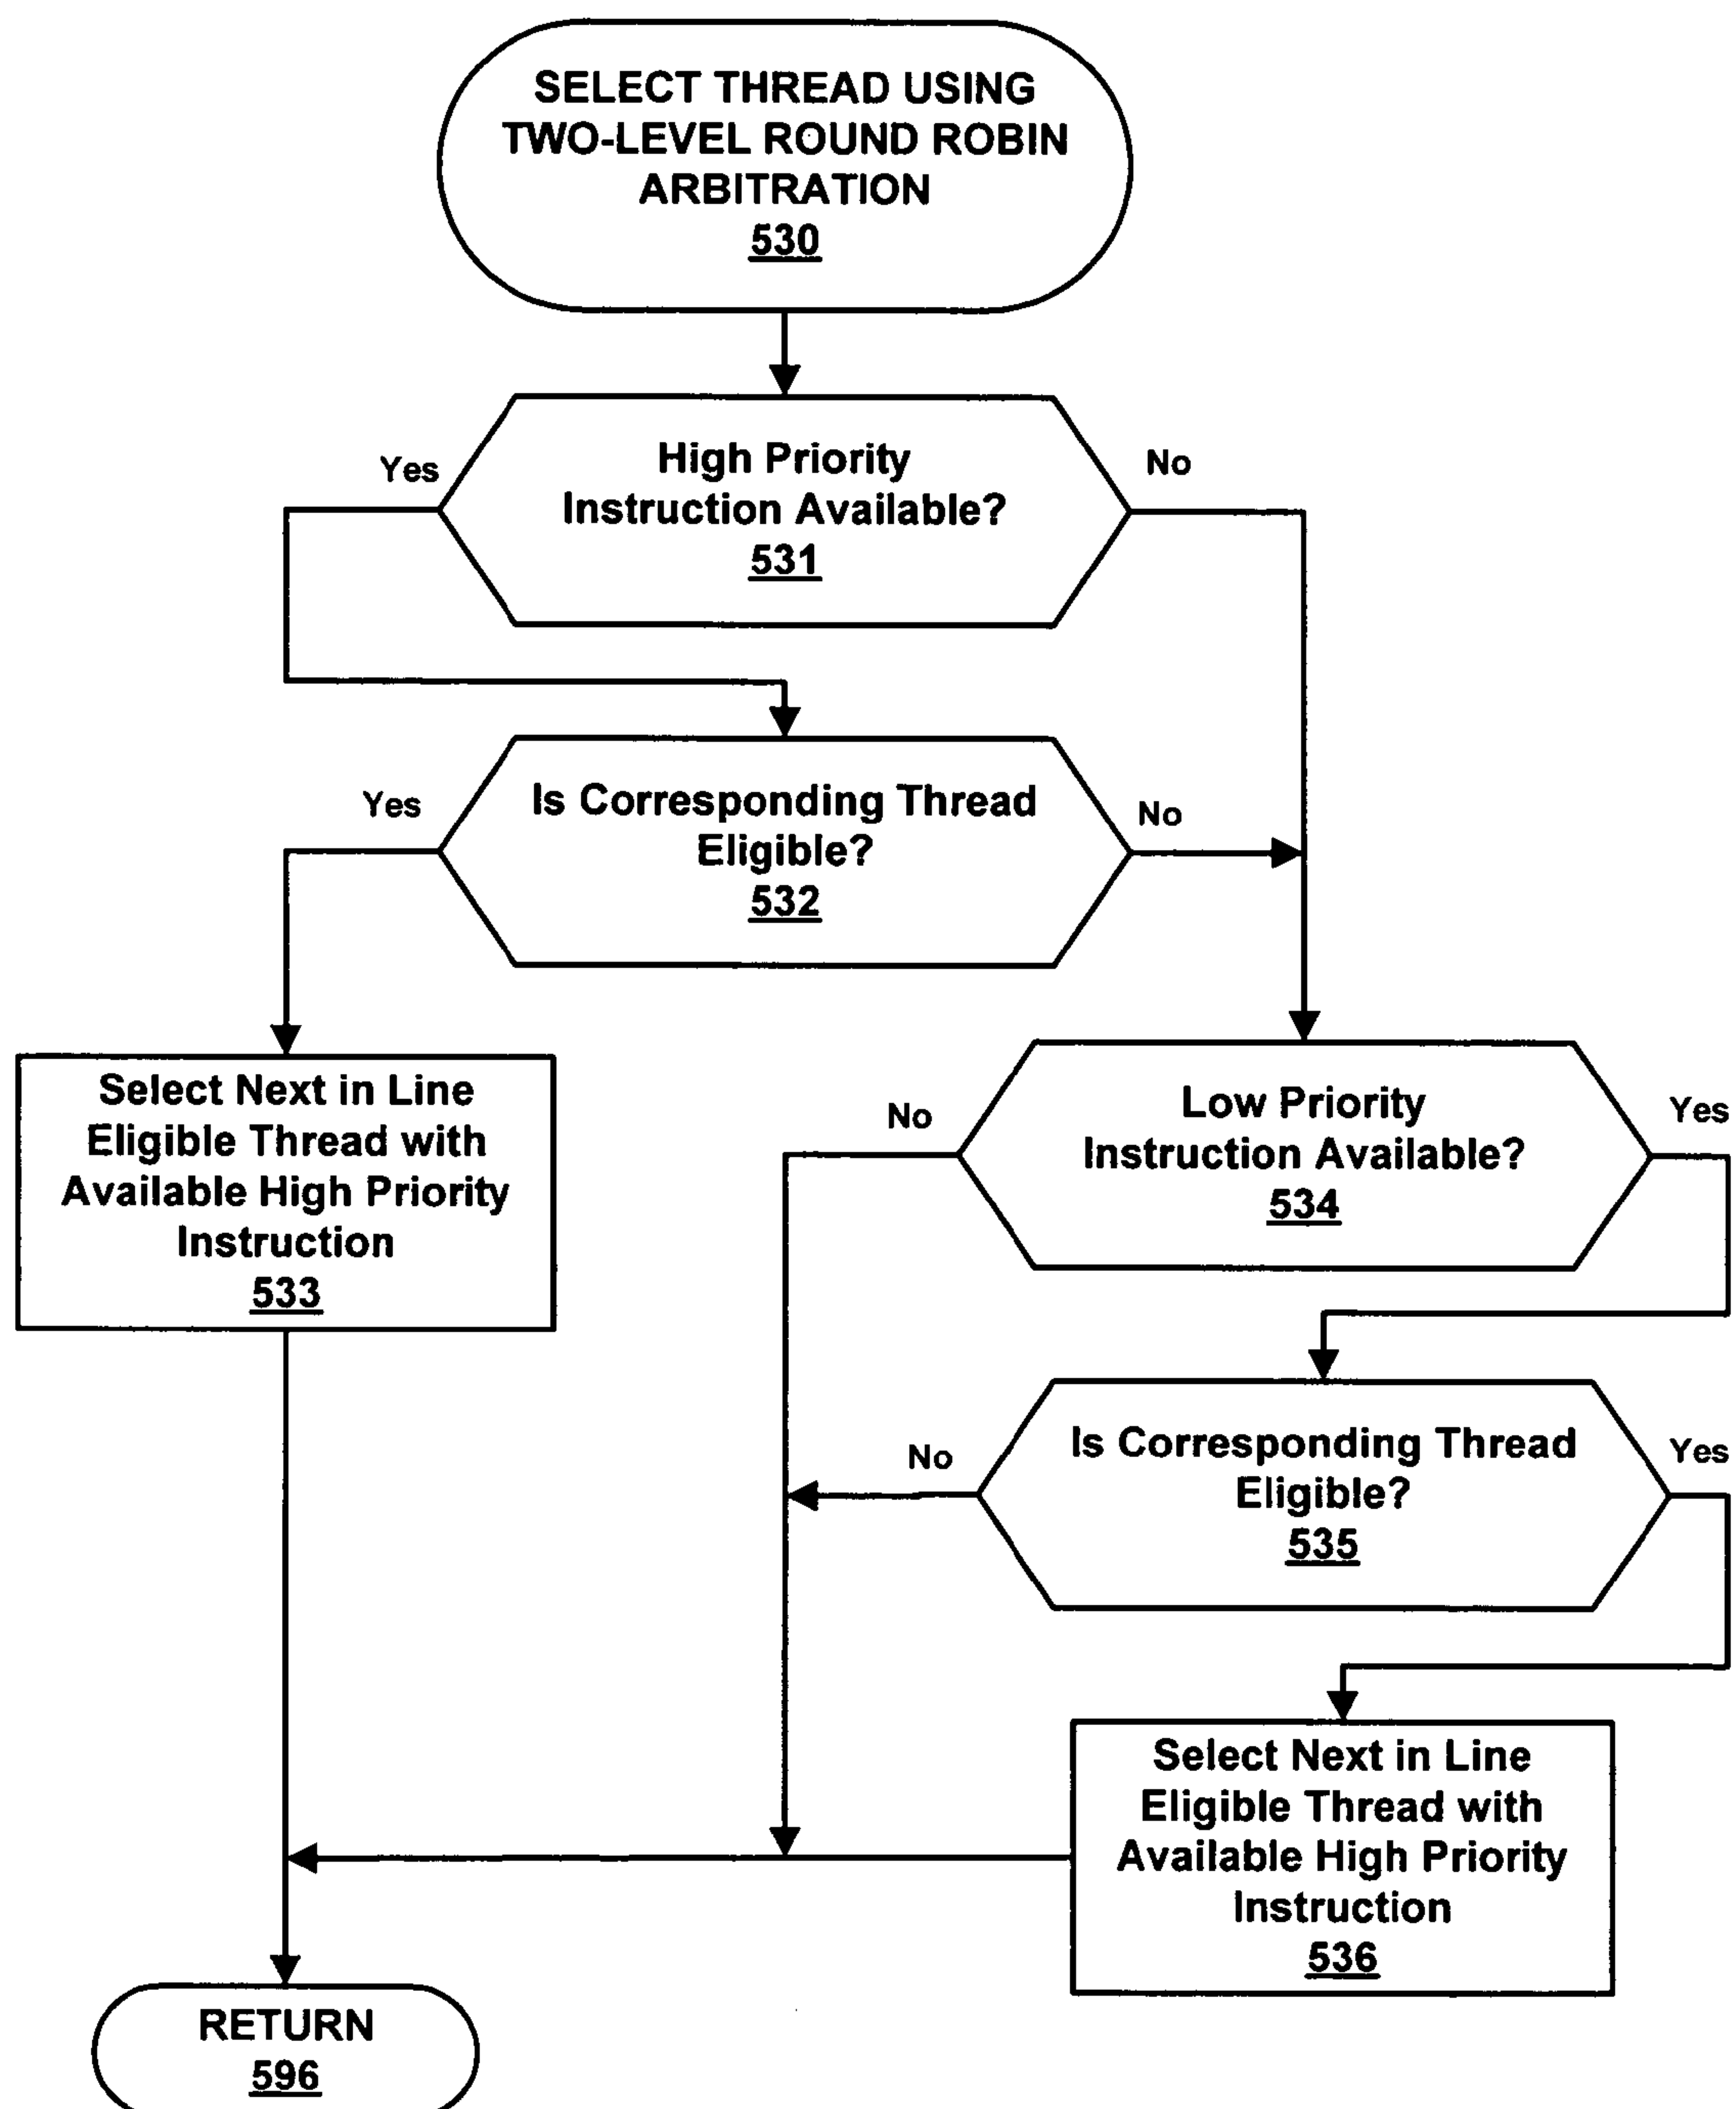 SELECT THREAD USING
TWO-LEVEL ROUND ROBIN
ARBITRATION
530
Yes
High Priority
Instruction Available?
531
No
Yes
Is Corresponding Thread
Eligible?
532
No
Select Next in Line
Eligible Thread with
Available High Priority
Instruction
533
No
Low Priority
Instruction Available?
534
Yes
No
Is Corresponding Thread
Eligible?
535
Yes
Select Next in Line
Eligible Thread with
Available High Priority
Instruction
536
RETURN
596